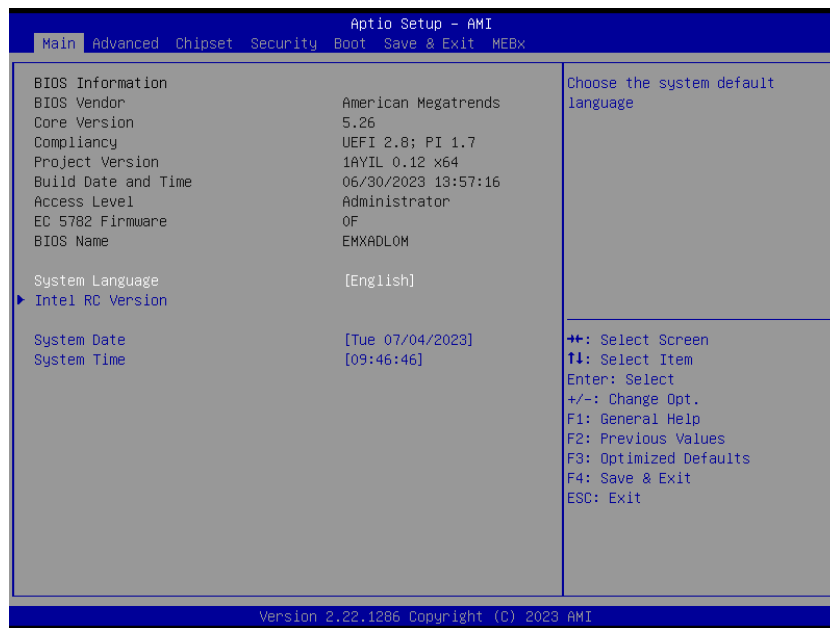 Aptio Setup – AMI
Main Advanced Chipset Security Boot Save & Exit MEBx
BIOS Information
BIOS Vendor American Megatrends
Core Version 5.26
Compliancy UEFI 2.8; PI 1.7
Project Version 1AYIL 0.12 x64
Build Date and Time 06/30/2023 13:57:16
Access Level Administrator
EC 5782 Firmware 0F
BIOS Name EMXADLOM
System Language [English]
Intel RC Version
System Date [Tue 07/04/2023]
System Time [09:46:46]
Choose the system default
language
→←: Select Screen
↑↓: Select Item
Enter: Select
+/-: Change Opt.
F1: General Help
F2: Previous Values
F3: Optimized Defaults
F4: Save & Exit
ESC: Exit
Version 2.22.1286 Copyright (C) 2023 AMI